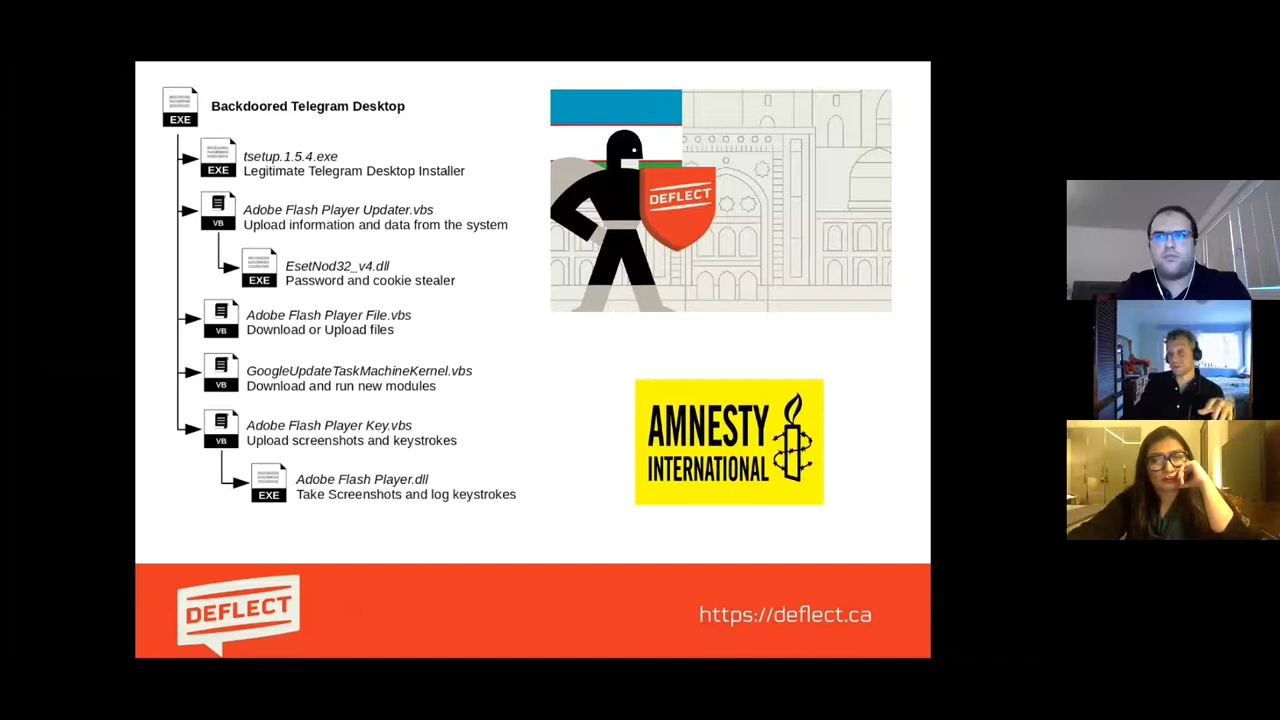 EXE
Backdoored Telegram Desktop
EXE
tsetup.1.5.4.exe
Legitimate Telegram Desktop Installer
VB
Adobe Flash Player Updater.vbs
Upload information and data from the system
EXE
EsetNod32_v4.dll
Password and cookie stealer
VB
Adobe Flash Player File.vbs
Download or Upload files
VB
GoogleUpdateTaskMachineKernel.vbs
Download and run new modules
VB
Adobe Flash Player Key.vbs
Upload screenshots and keystrokes
EXE
Adobe Flash Player.dll
Take Screenshots and log keystrokes
DEFLECT
AMNESTY
INTERNATIONAL
DEFLECT
https://deflect.ca